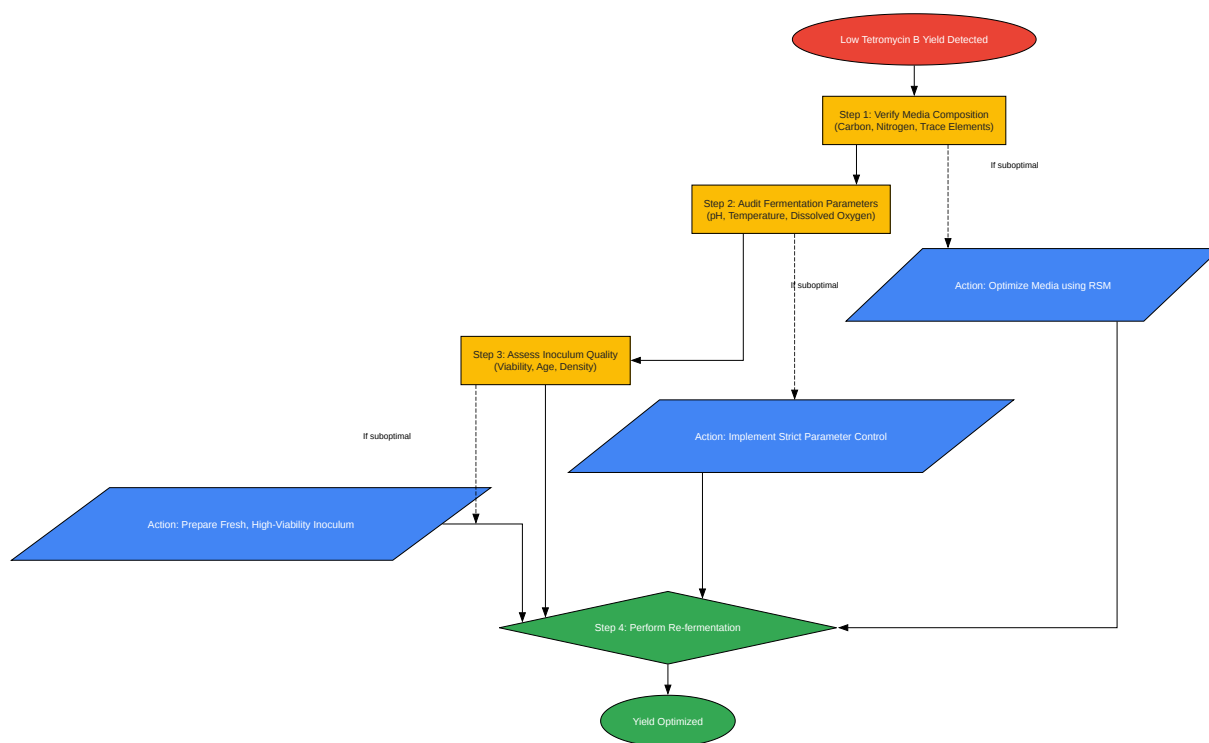 Low Tetromycin B Yield Detected
Step 1: Verify Media Composition
(Carbon, Nitrogen, Trace Elements)
If suboptimal
Step 2: Audit Fermentation Parameters
(pH, Temperature, Dissolved Oxygen)
If suboptimal
Action: Optimize Media using RSM
Step 3: Assess Inoculum Quality
(Viability, Age, Density)
If suboptimal
Action: Implement Strict Parameter Control
Action: Prepare Fresh, High-Viability Inoculum
Step 4: Perform Re-fermentation
Yield Optimized